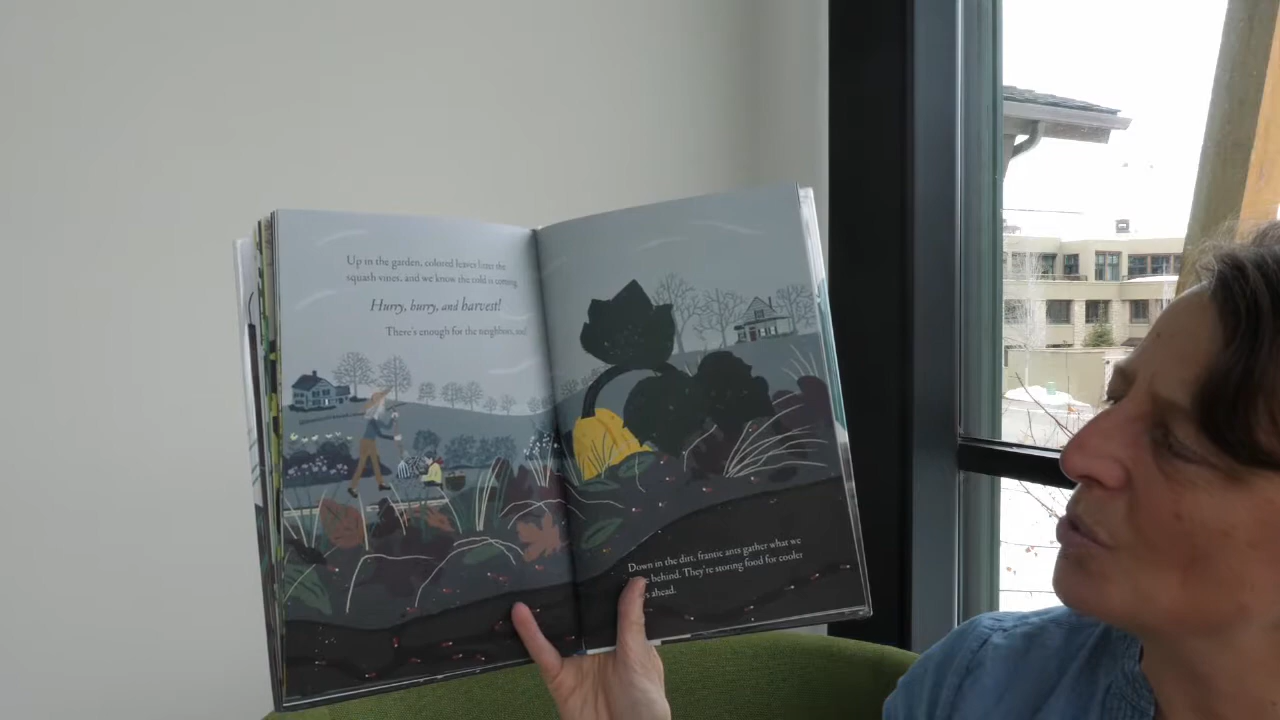 Up in the garden, colored leaves litter the
squash vines, and we know the cold is coming.
Hurry, hurry, and harvest!
There's enough for the neighbors, too!
Down in the dirt, frantic ants gather what we
behind. They're storing food for cooler
ahead.